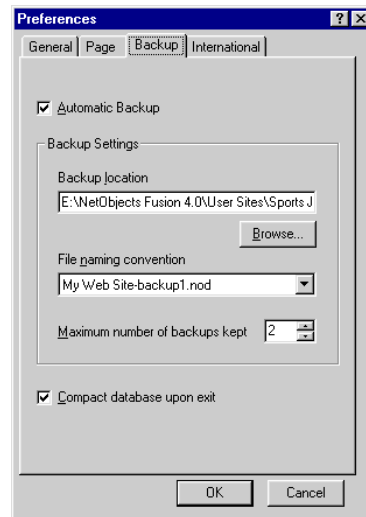 Preferences
General Page Backup International
Automatic Backup
Backup Settings
Backup location
E:\NetObjects Fusion 4.0\User Sites\Sports J
Browse...
File naming convention
My Web Site-backup1.nod
Maximum number of backups kept 2
Compact database upon exit
OK Cancel